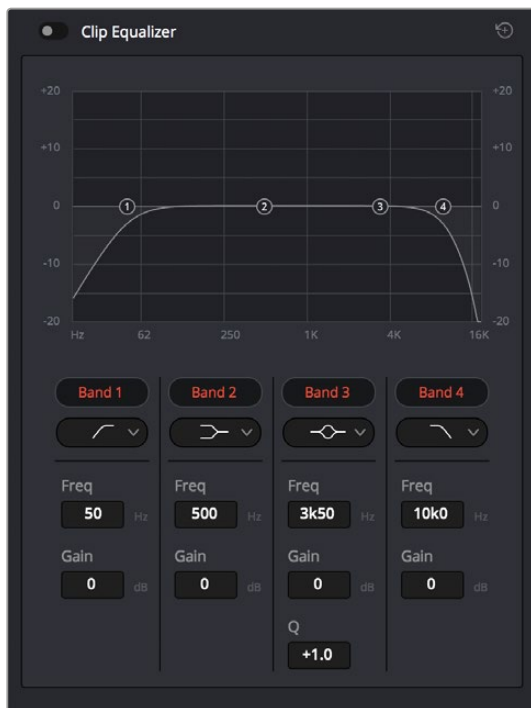 Clip Equalizer
+20 +20
+10 +10
0 1 2 3 4 0
-10 -10
-20 -20
Hz 62 250 1K 4K 16K
Band 1 Band 2 Band 3 Band 4
Freq Freq Freq Freq
50 Hz 500 Hz 3k50 Hz 10k0 Hz
Gain Gain Gain Gain
0 dB 0 dB 0 dB 0 dB
Q
+1.0